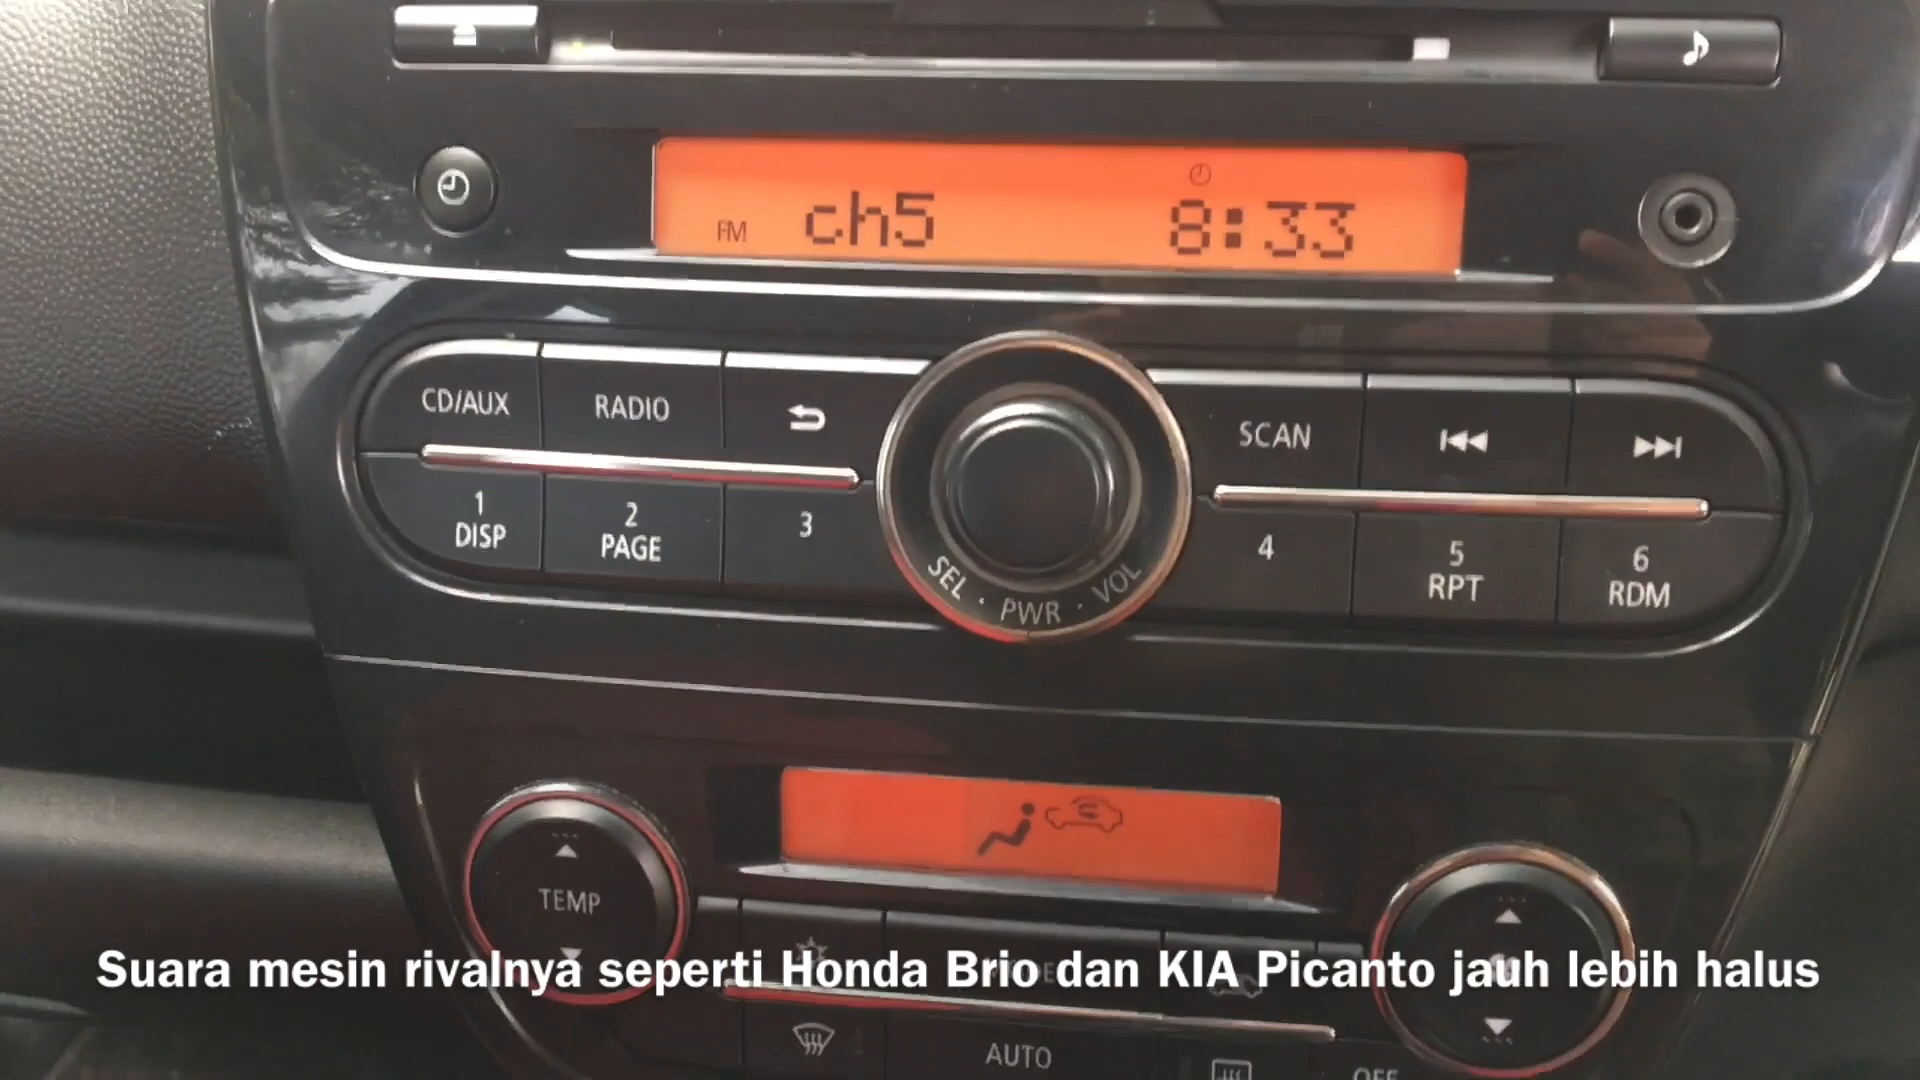 FM ch5 8:33
CD/AUX RADIO SCAN
1 2 3 4 5 6
DISP PAGE RPT RDM
SEL · PWR · VOL
TEMP
Suara mesin rivalnya seperti Honda Brio dan KIA Picanto jauh lebih halus
AUTO OFF